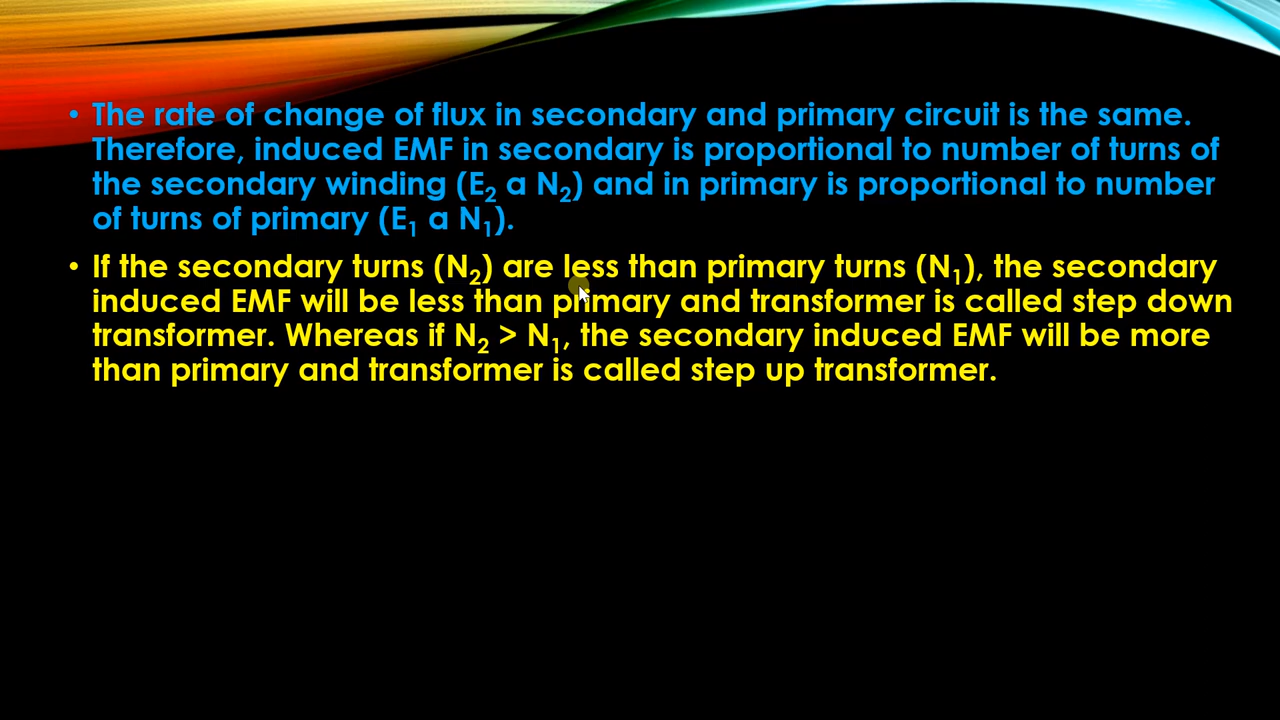 • The rate of change of flux in secondary and primary circuit is the same.
Therefore, induced EMF in secondary is proportional to number of turns of
the secondary winding (E₂ a N₂) and in primary is proportional to number
of turns of primary (E₁ a N₁).
• If the secondary turns (N₂) are less than primary turns (N₁), the secondary
induced EMF will be less than primary and transformer is called step down
transformer. Whereas if N₂ > N₁, the secondary induced EMF will be more
than primary and transformer is called step up transformer.